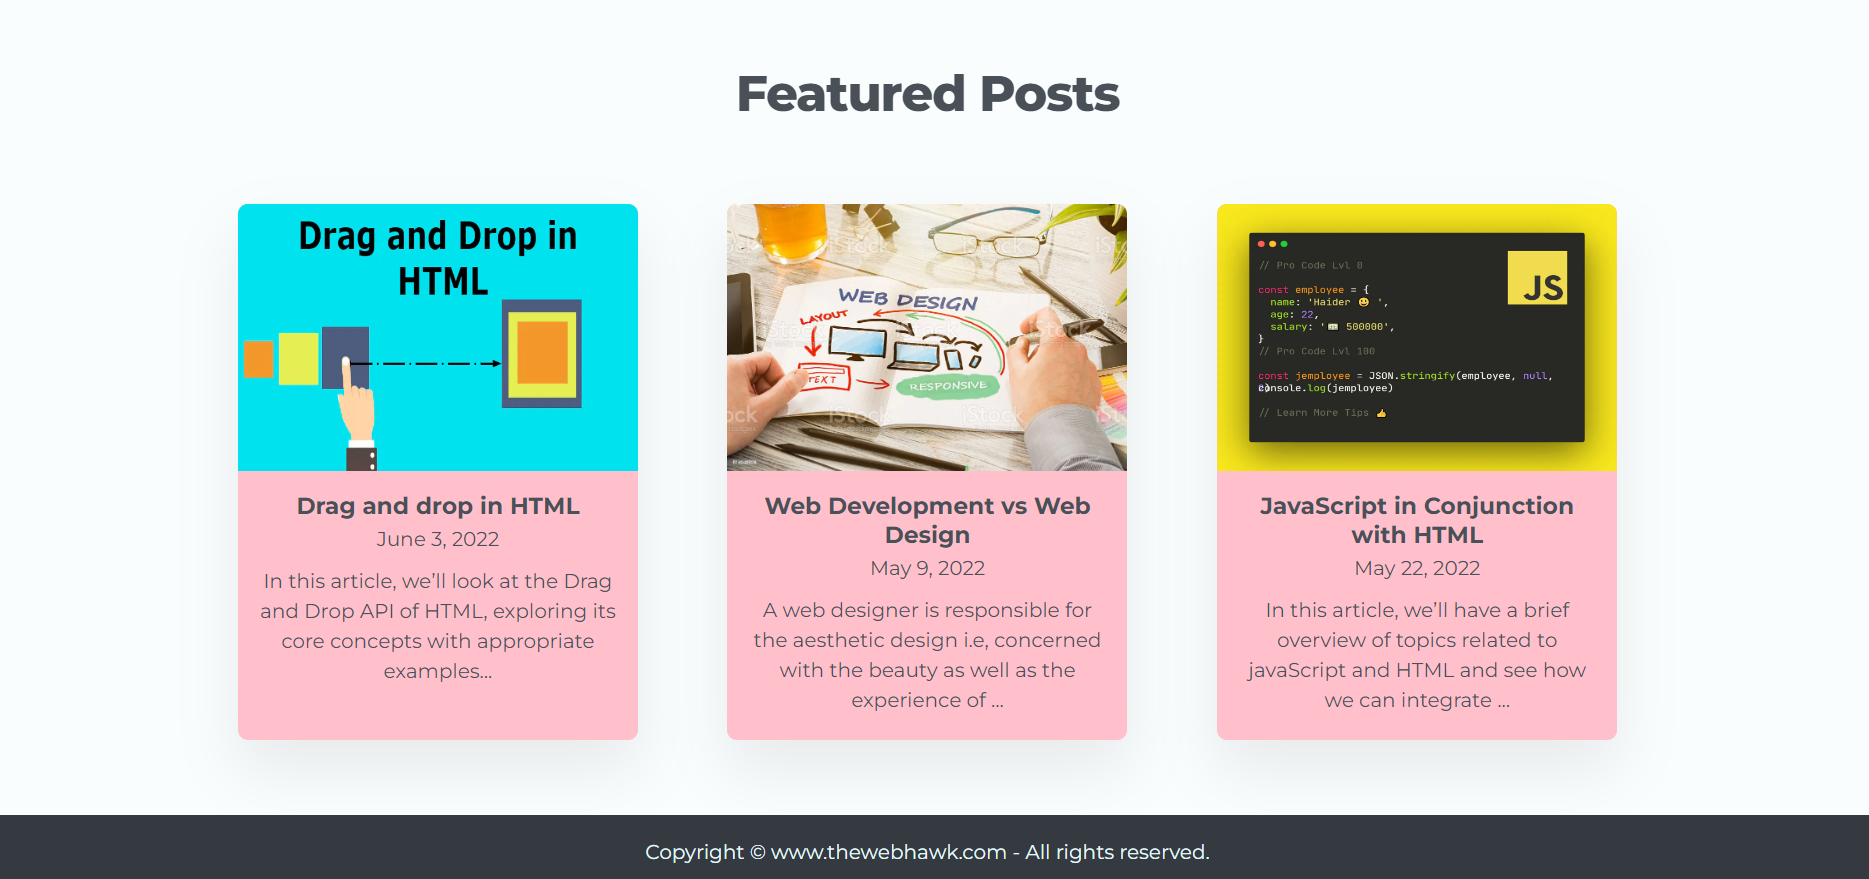 Featured Posts
Drag and Drop in
HTML
WEB DESIGN
LAYOUT
TEXT
RESPONSIVE
iStock
iStock
iStock
iStock
// Pro Code Lvl 0
JS
const employee = {
name: 'Haider 😀 ',
age: 22,
salary: '💵 500000',
}
// Pro Code Lvl 100
const jemployee = JSON.stringify(employee, null,
console.log(jemployee)
// Learn More Tips 👍
Drag and drop in HTML
June 3, 2022
In this article, we’ll look at the Drag
and Drop API of HTML, exploring its
core concepts with appropriate
examples...
Web Development vs Web
Design
May 9, 2022
A web designer is responsible for
the aesthetic design i.e, concerned
with the beauty as well as the
experience of ...
JavaScript in Conjunction
with HTML
May 22, 2022
In this article, we’ll have a brief
overview of topics related to
javaScript and HTML and see how
we can integrate ...
Copyright © www.thewebhawk.com - All rights reserved.